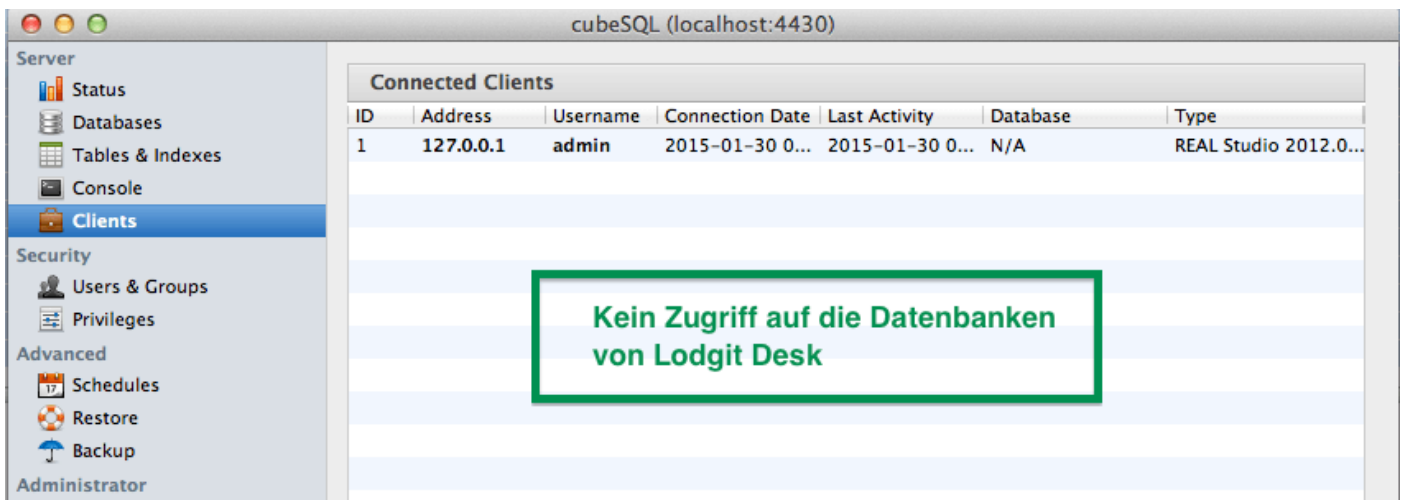 cubeSQL (localhost:4430)
Server
Status
Databases
Tables & Indexes
Console
Clients
Security
Users & Groups
Privileges
Advanced
17
Schedules
Restore
Backup
Administrator
Connected Clients
ID Address Username Connection Date Last Activity Database Type
1 127.0.0.1 admin 2015-01-30 0... 2015-01-30 0... N/A REAL Studio 2012.0...
Kein Zugriff auf die Datenbanken
von Lodgit Desk